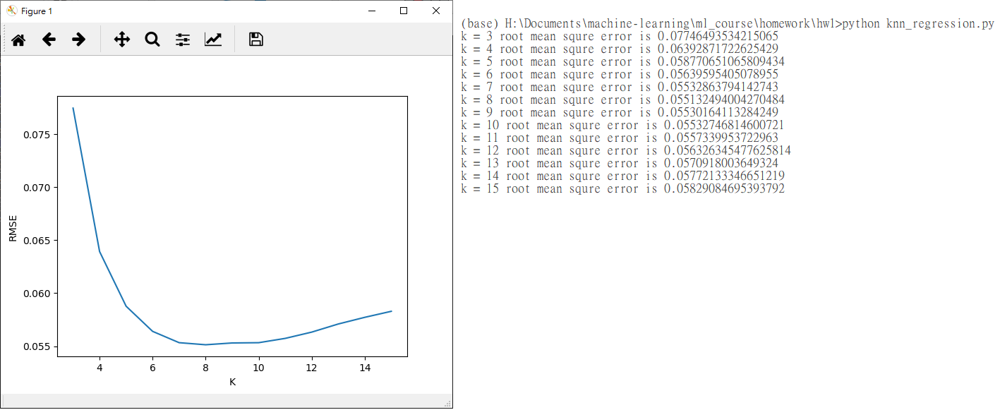 Figure 1
0.075
0.070
0.065
0.060
0.055
RMSE
4 6 8 10 12 14
K
(base) H:\Documents\machine-learning\ml_course\homework\hw1>python knn_regression.py
k = 3 root mean squre error is 0.07746493534215065
k = 4 root mean squre error is 0.06392871722625429
k = 5 root mean squre error is 0.058770651065809434
k = 6 root mean squre error is 0.05639595405078955
k = 7 root mean squre error is 0.05532863794142743
k = 8 root mean squre error is 0.055132494004270484
k = 9 root mean squre error is 0.05530164113284249
k = 10 root mean squre error is 0.05532746814600721
k = 11 root mean squre error is 0.0557339953722963
k = 12 root mean squre error is 0.056326345477625814
k = 13 root mean squre error is 0.0570918003649324
k = 14 root mean squre error is 0.05772133346651219
k = 15 root mean squre error is 0.05829084695393792